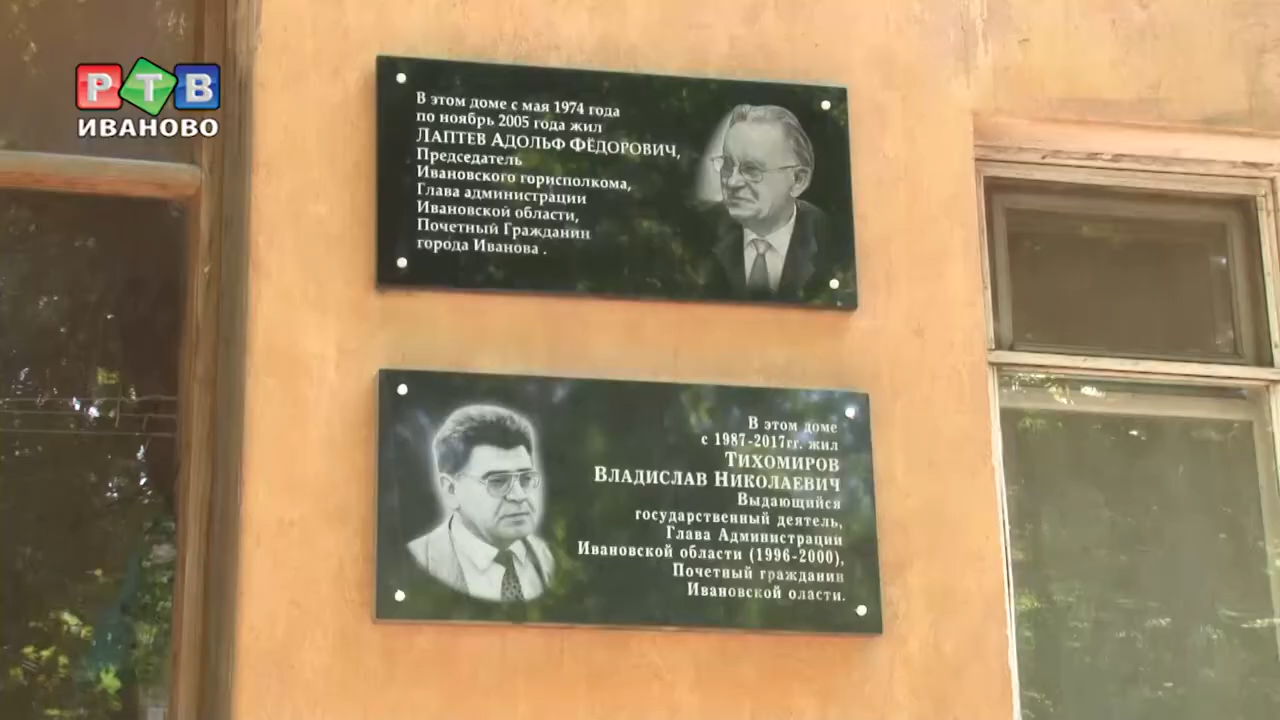 РТВ
ИВАНОВО
В этом доме с мая 1974 года
по ноябрь 2005 года жил
ЛАПТЕВ АДОЛЬФ ФЁДОРОВИЧ,
Председатель
Ивановского горисполкома,
Глава администрации
Ивановской области,
Почетный Гражданин
города Иванова .
В этом доме
с 1987-2017гг. жил
ТИХОМИРОВ
ВЛАДИСЛАВ НИКОЛАЕВИЧ
Выдающийся
государственный деятель,
Глава Администрации
Ивановской области (1996-2000),
Почетный гражданин
Ивановской оласти.